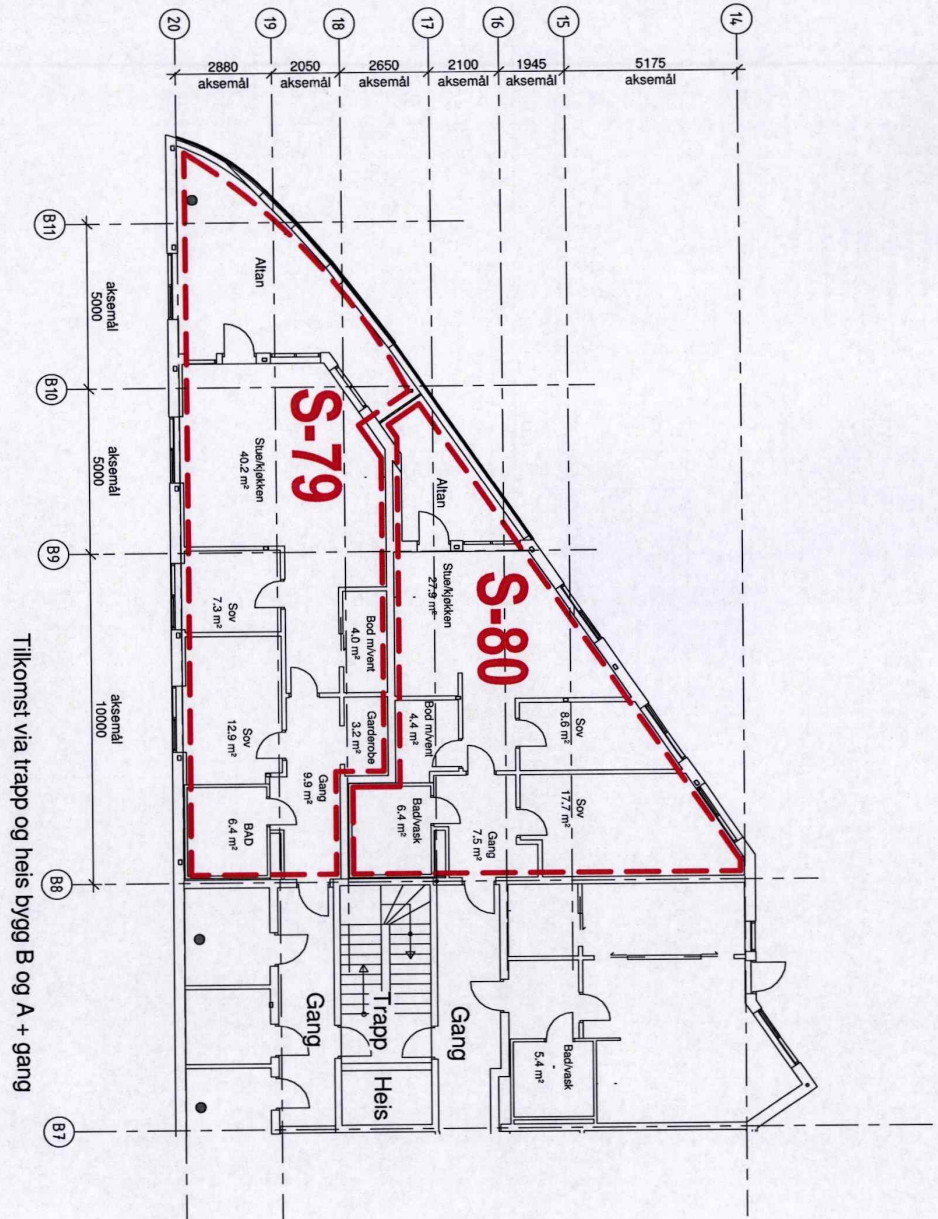 20
19
18
17
16
15
14
2880
aksemål
2050
aksemål
2650
aksemål
2100
aksemål
1945
aksemål
5175
aksemål
B11
B10
B9
B8
B7
aksemål
5000
aksemål
5000
aksemål
10000
Altan
S-79
Stue/kjøkken
40.2 m²
Sov
7.3 m²
Sov
12.9 m²
BAD
6.4 m²
Gang
9.9 m²
Bod m/vent
4.0 m²
Garderobe
3.2 m²
Altan
S-80
Stue/kjøkken
27.9 m²
Bod m/vent
4.4 m²
Bad/vask
6.4 m²
Gang
7.5 m²
Sov
8.6 m²
Sov
17.7 m²
Gang
Trapp
Heis
Gang
Bad/vask
5.4 m²
Tilkomst via trapp og heis bygg B og A + gang